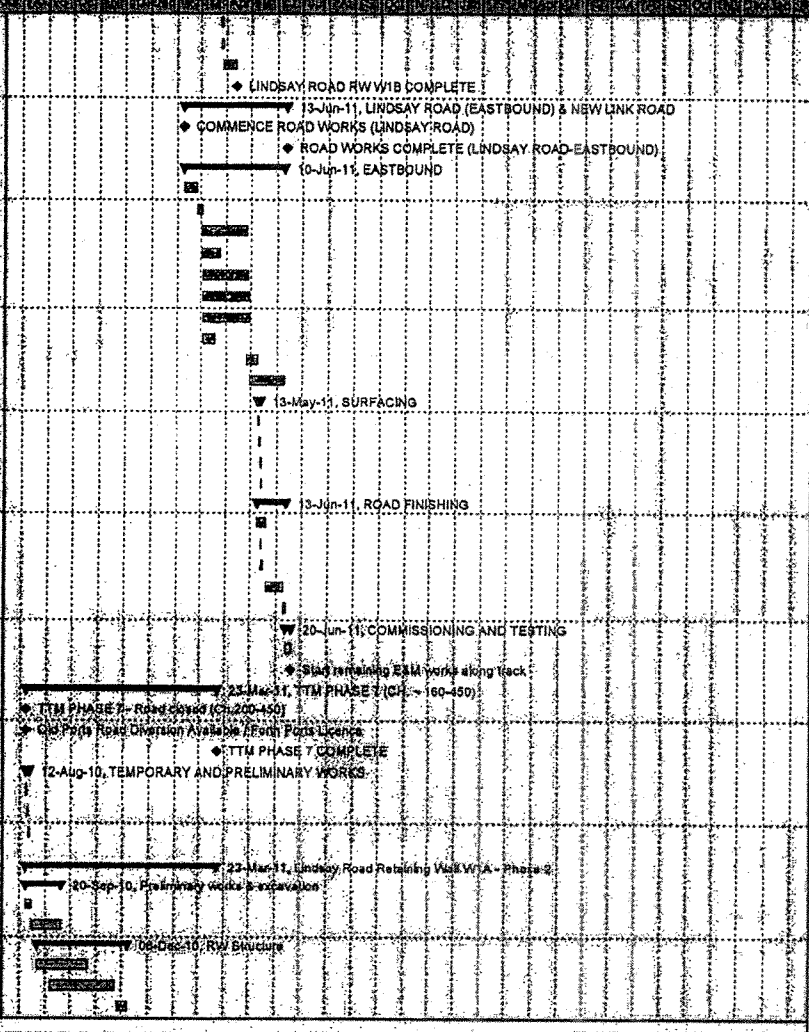 LINDSAY ROAD RW W1B COMPLETE
13-Jun-11, LINDSAY ROAD (EASTBOUND) & NEW LINK ROAD
COMMENCE ROAD WORKS (LINDSAY ROAD)
ROAD WORKS COMPLETE (LINDSAY ROAD-EASTBOUND)
10-Jun-11, EASTBOUND
13-May-11, SURFACING
13-Jun-11, ROAD FINISHING
20-Jun-11, COMMISSIONING AND TESTING
Start remaining E&M works along track
23-Mar-11, TTM PHASE 7 (CH. ~ 160-450)
TTM PHASE 7 - Road closed (Ch.200-450)
Old Ports Road Diversion Available / Forth Ports Licence
TTM PHASE 7 COMPLETE
12-Aug-10, TEMPORARY AND PRELIMINARY WORKS
23-Mar-11, Lindsay Road Retaining Wall W1A - Phase 2
20-Sep-10, Preliminary works & excavation
06-Dec-10, RW Structure